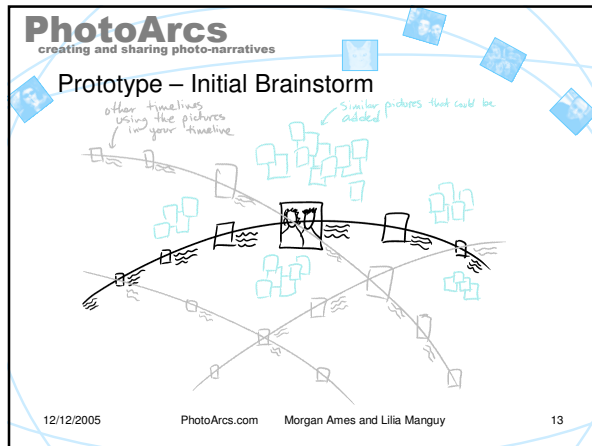 PhotoArcs
creating and sharing photo-narratives
Prototype – Initial Brainstorm
other timelines
using the pictures
in your timeline
Similar pictures that could be
added
12/12/2005 PhotoArcs.com Morgan Ames and Lilia Manguy 13